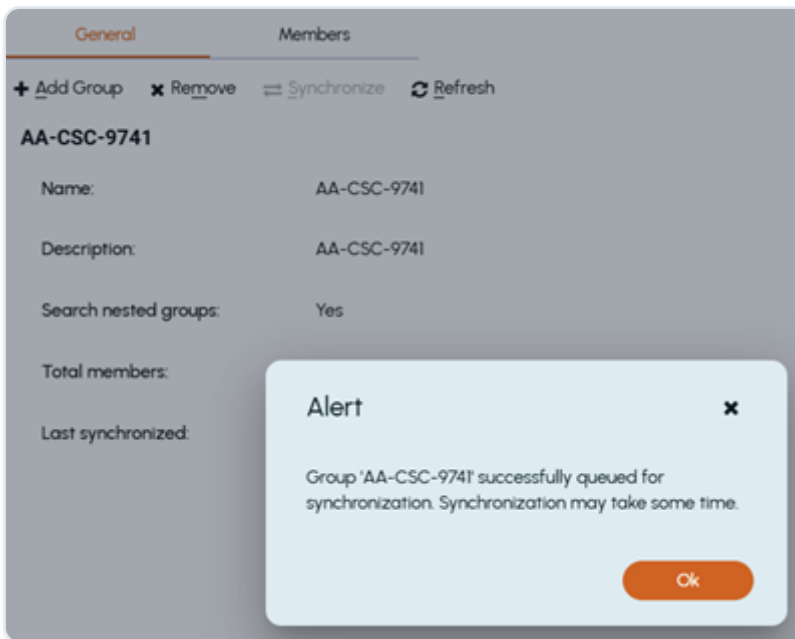 General Members
Add Group Remove Synchronize Refresh
AA-CSC-9741
Name: AA-CSC-9741
Description: AA-CSC-9741
Search nested groups: Yes
Total members:
Last synchronized:
Alert
Group 'AA-CSC-9741' successfully queued for
synchronization. Synchronization may take some time.
Ok